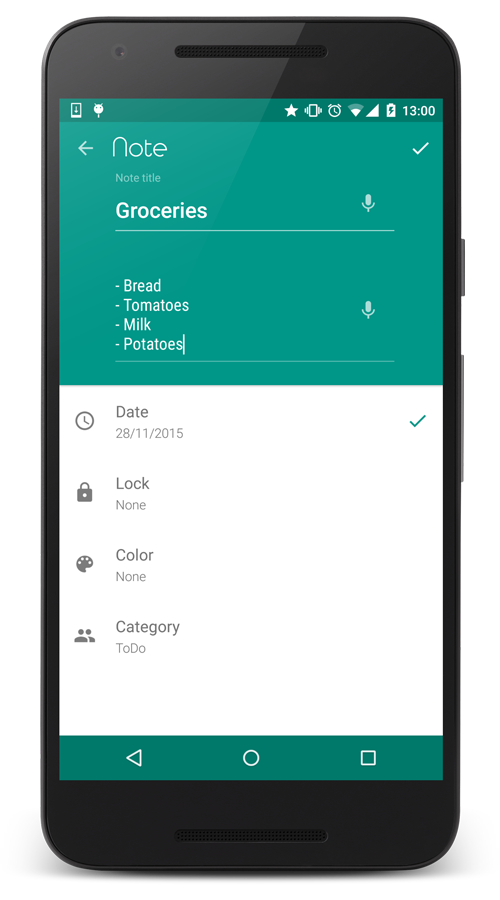 13:00
Note
Note title
Groceries
- Bread
- Tomatoes
- Milk
- Potatoes
Date
28/11/2015
Lock
None
Color
None
Category
ToDo